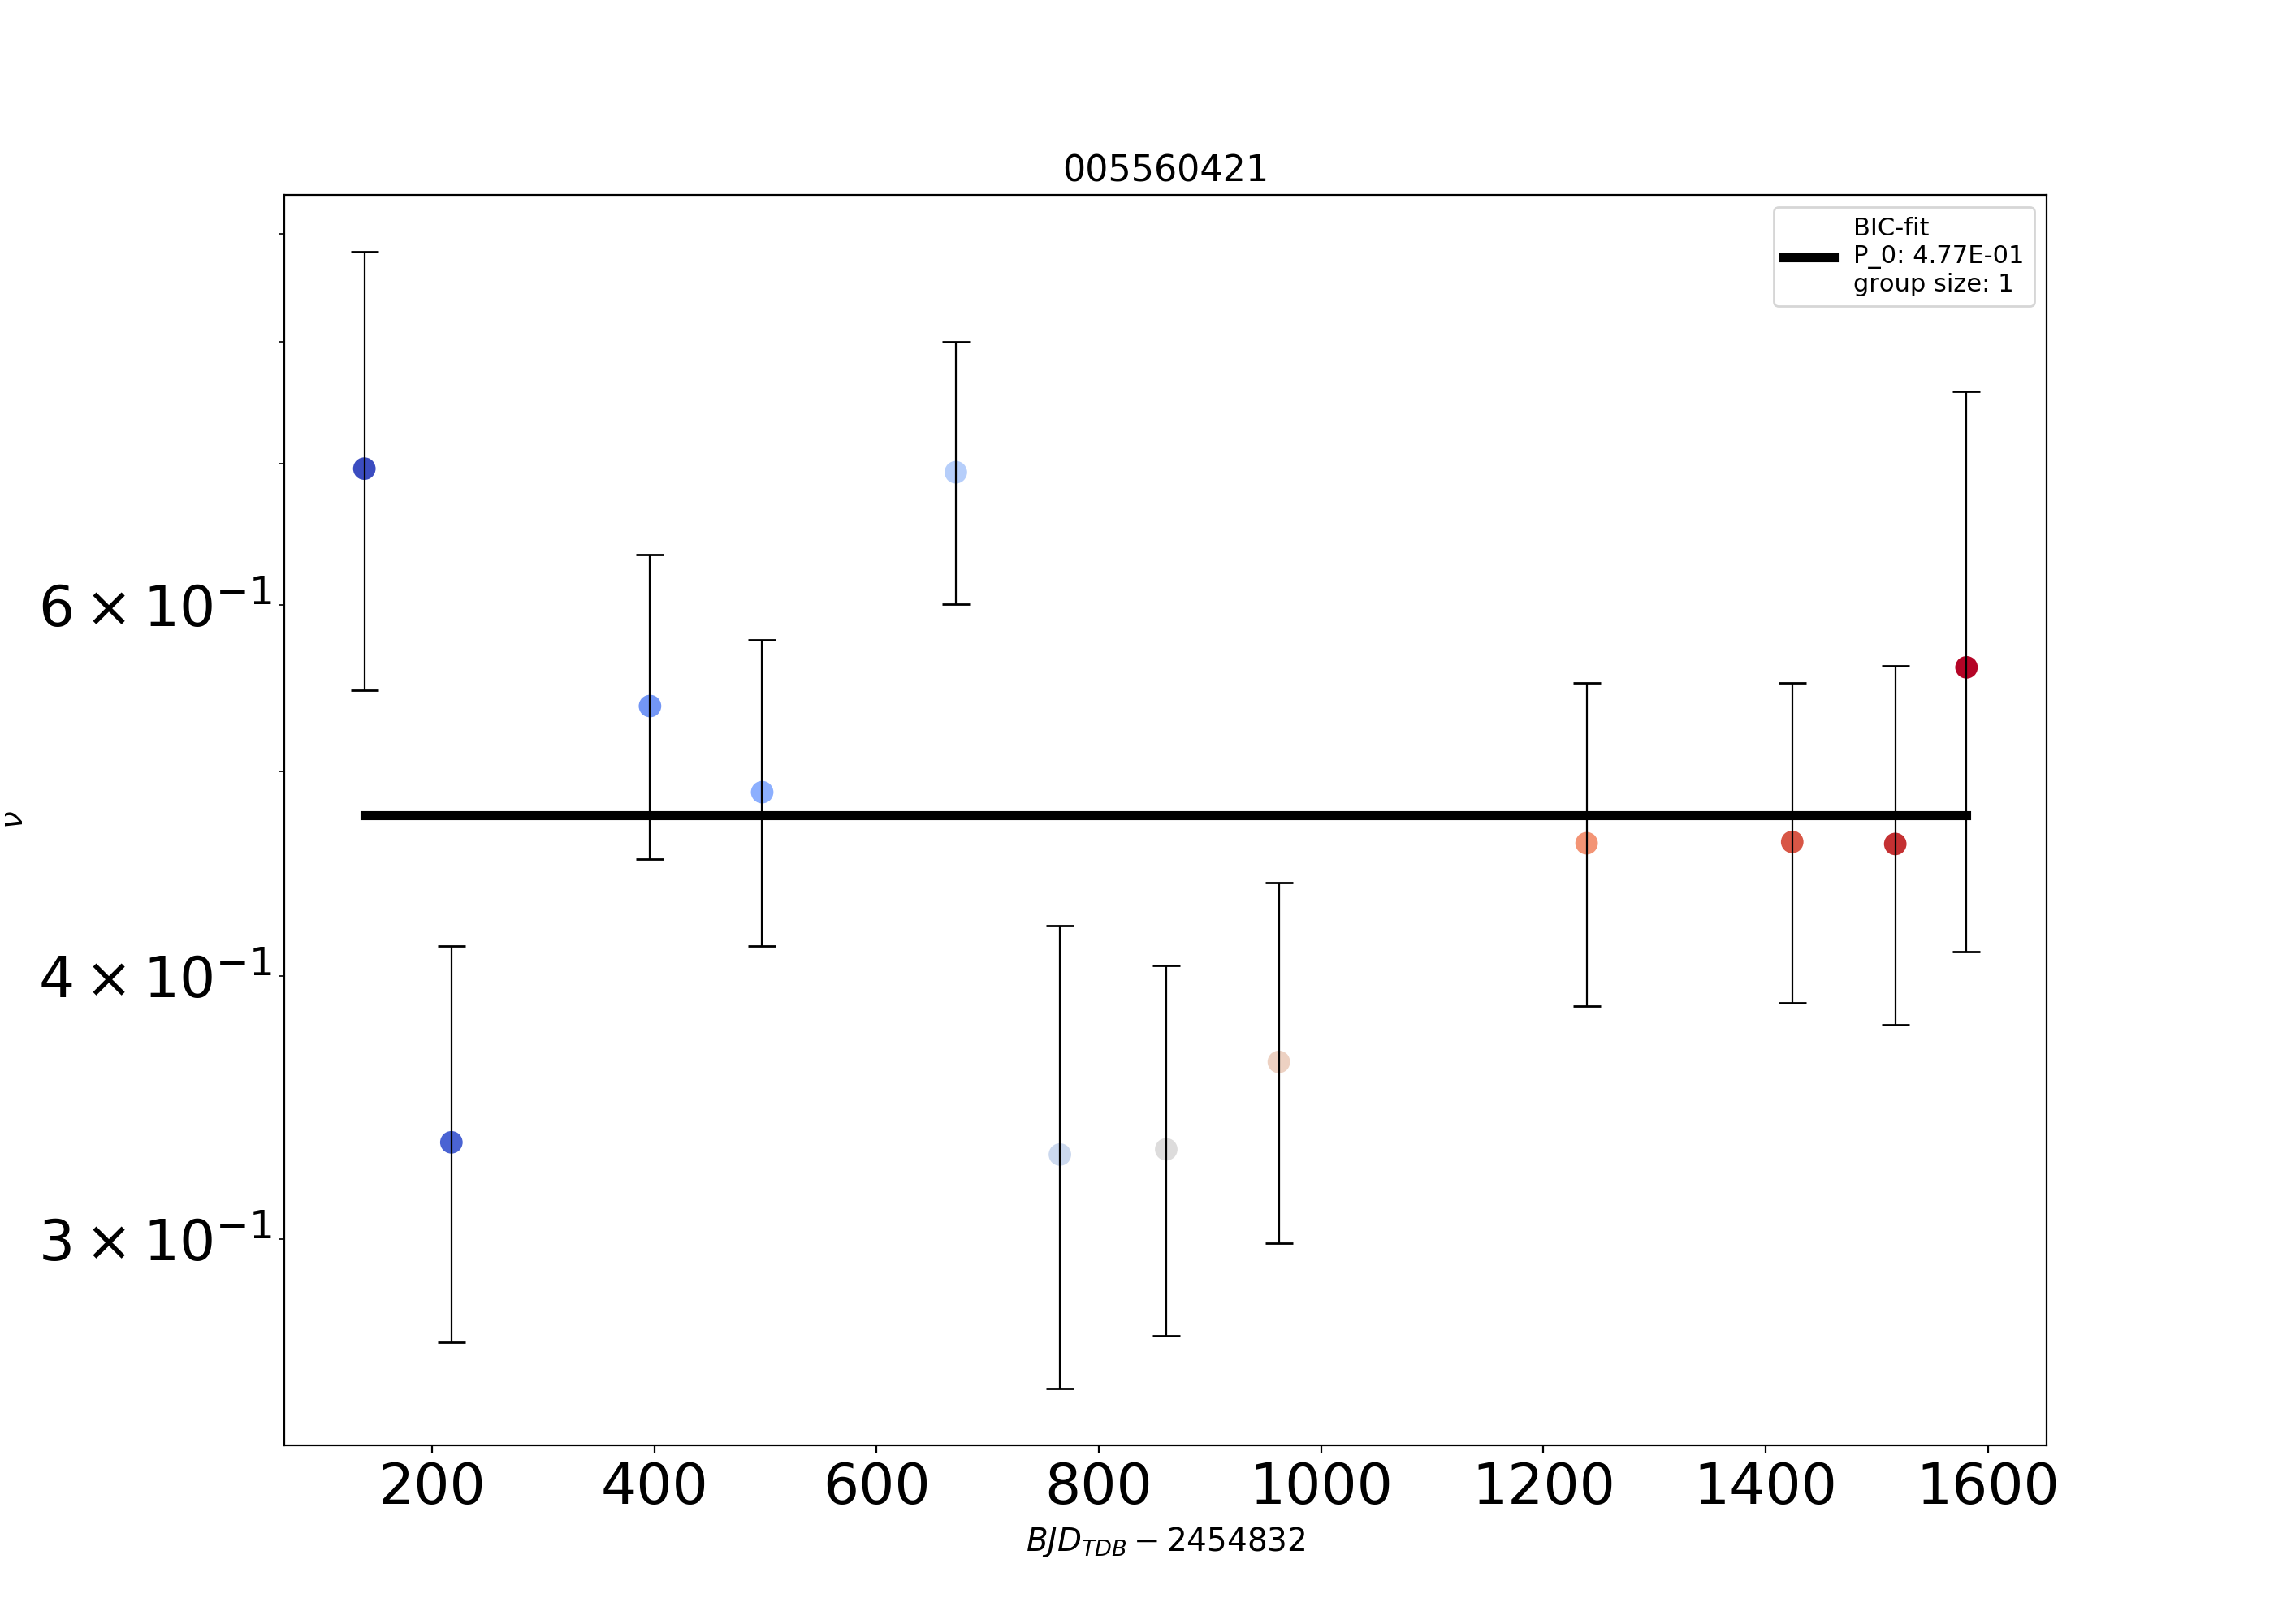 005560421
BIC-fit
P_0: 4.77E-01
group size: 1
6 × 10⁻¹
4 × 10⁻¹
3 × 10⁻¹
ν
200 400 600 800 1000 1200 1400 1600
BJD_TDB − 2454832